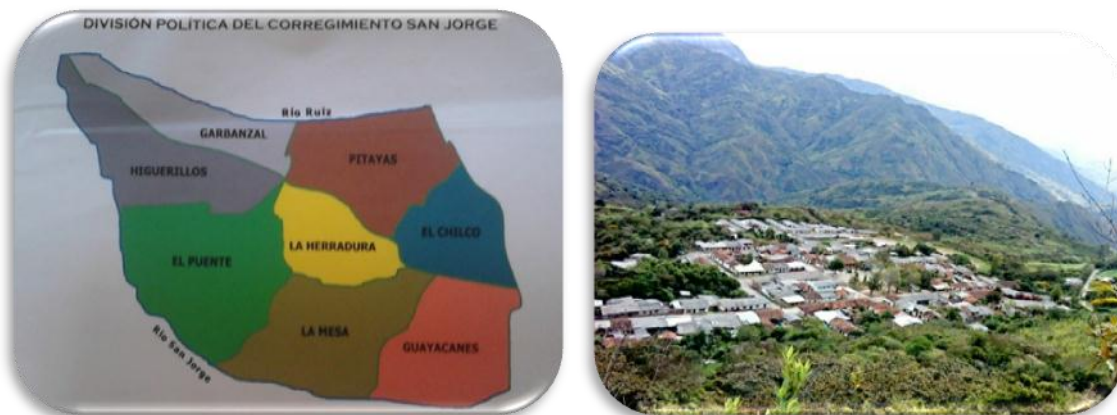 DIVISIÓN POLÍTICA DEL CORREGIMIENTO SAN JORGE
Río Ruiz
GARBANZAL
PITAYAS
HIGUERILLOS
EL CHILCO
LA HERRADURA
EL PUENTE
LA MESA
GUAYACANES
Río San Jorge